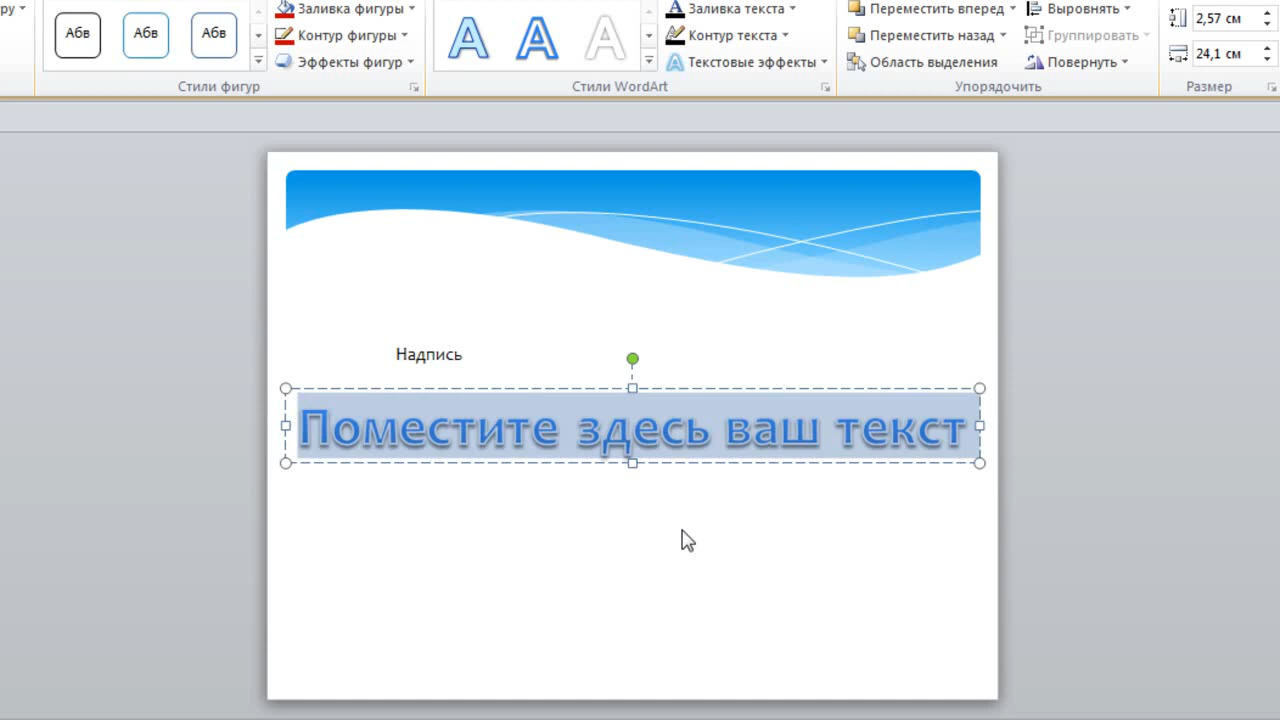 ру
Абв Абв Абв
Заливка фигуры
Контур фигуры
Эффекты фигур
Стили фигур
A A A
Заливка текста
Контур текста
Текстовые эффекты
Стили WordArt
Переместить вперед
Переместить назад
Область выделения
Выровнять
Группировать
Повернуть
Упорядочить
2,57 см
24,1 см
Размер
Надпись
Поместите здесь ваш текст